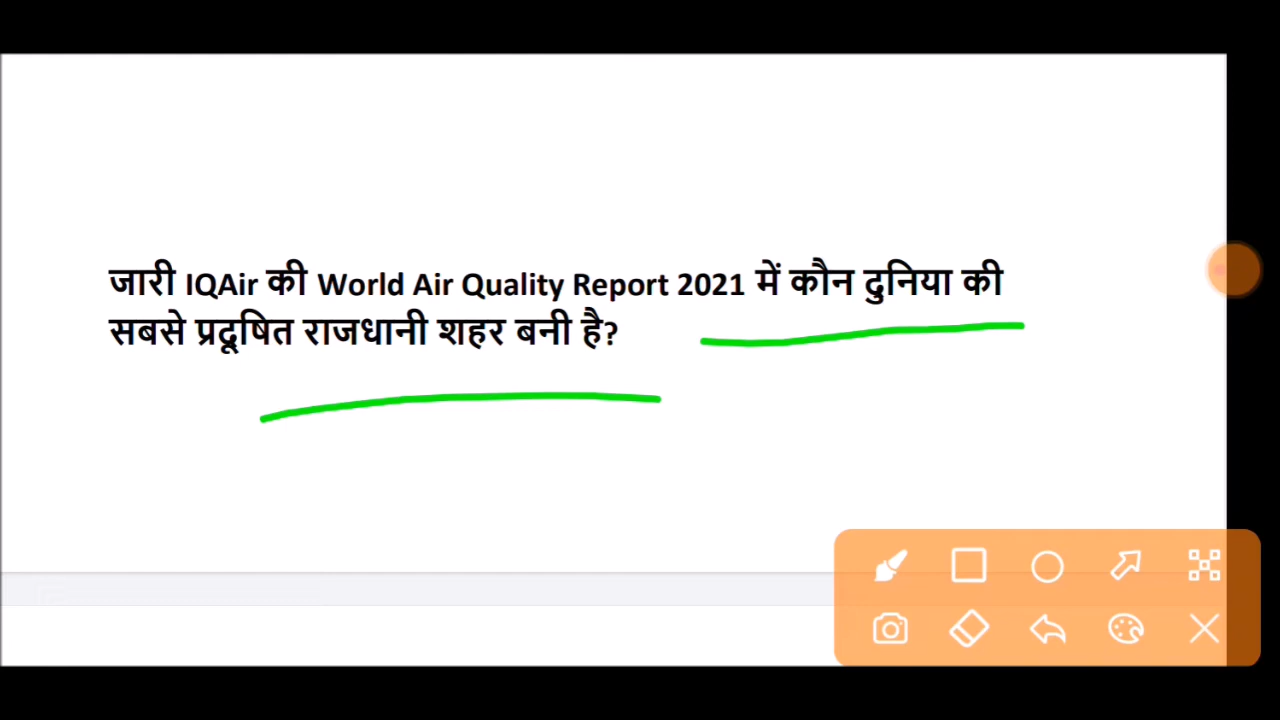 जारी IQAir की World Air Quality Report 2021 में कौन दुनिया की
सबसे प्रदूषित राजधानी शहर बनी है?